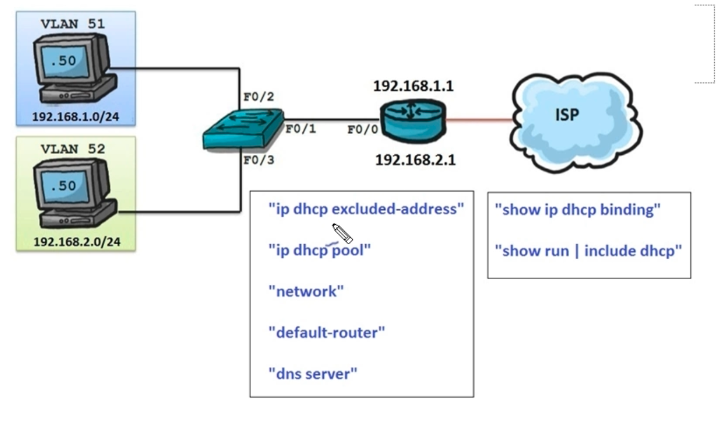 VLAN 51
.50
192.168.1.0/24
VLAN 52
.50
192.168.2.0/24
F0/2
F0/1
F0/3
F0/0
192.168.1.1
192.168.2.1
ISP
"ip dhcp excluded-address"
"ip dhcp pool"
"network"
"default-router"
"dns server"
"show ip dhcp binding"
"show run | include dhcp"